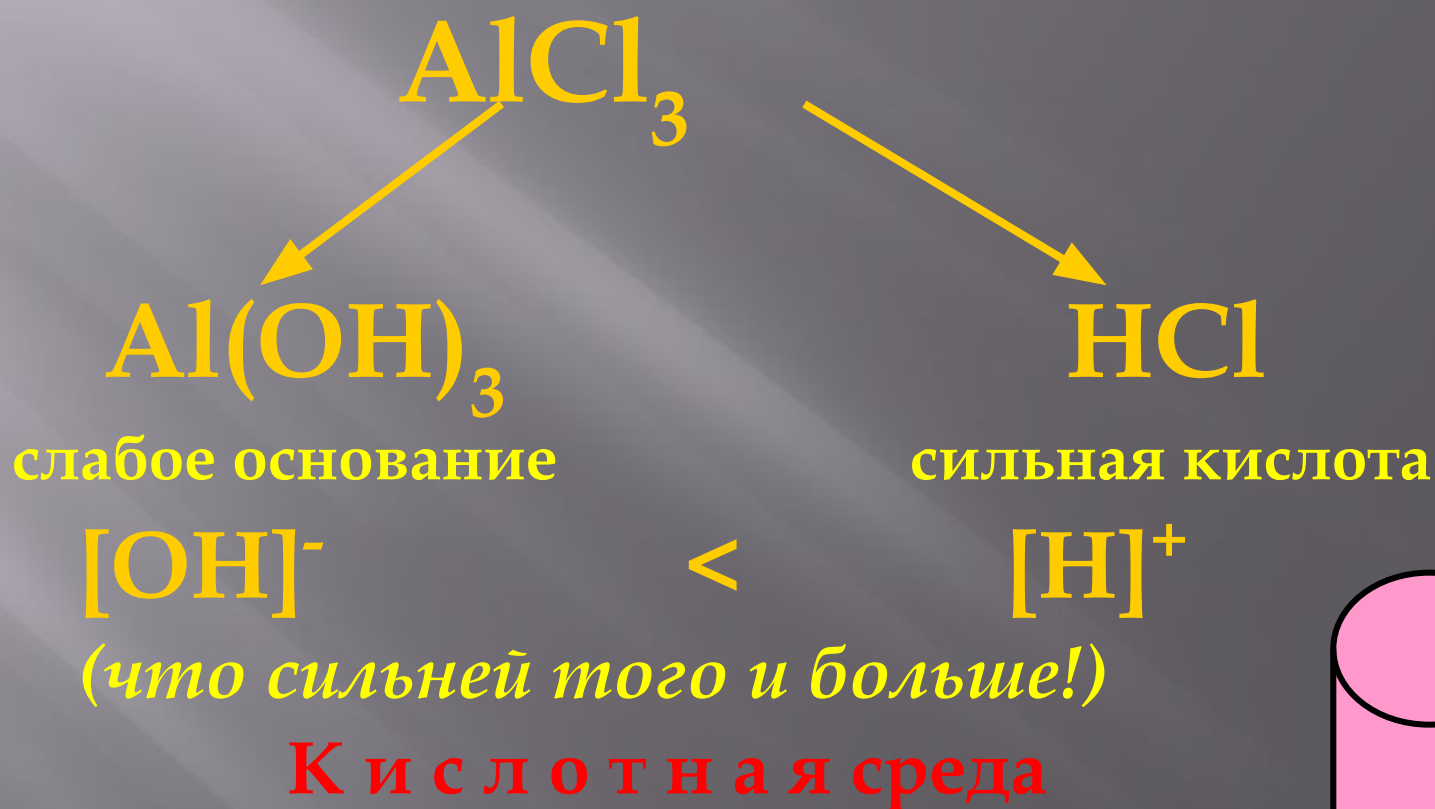 AlCl₃
Al(OH)₃ HCl
слабое основание сильная кислота
[OH]⁻ < [H]⁺
(что сильней того и больше!)
К и с л о т н а я среда